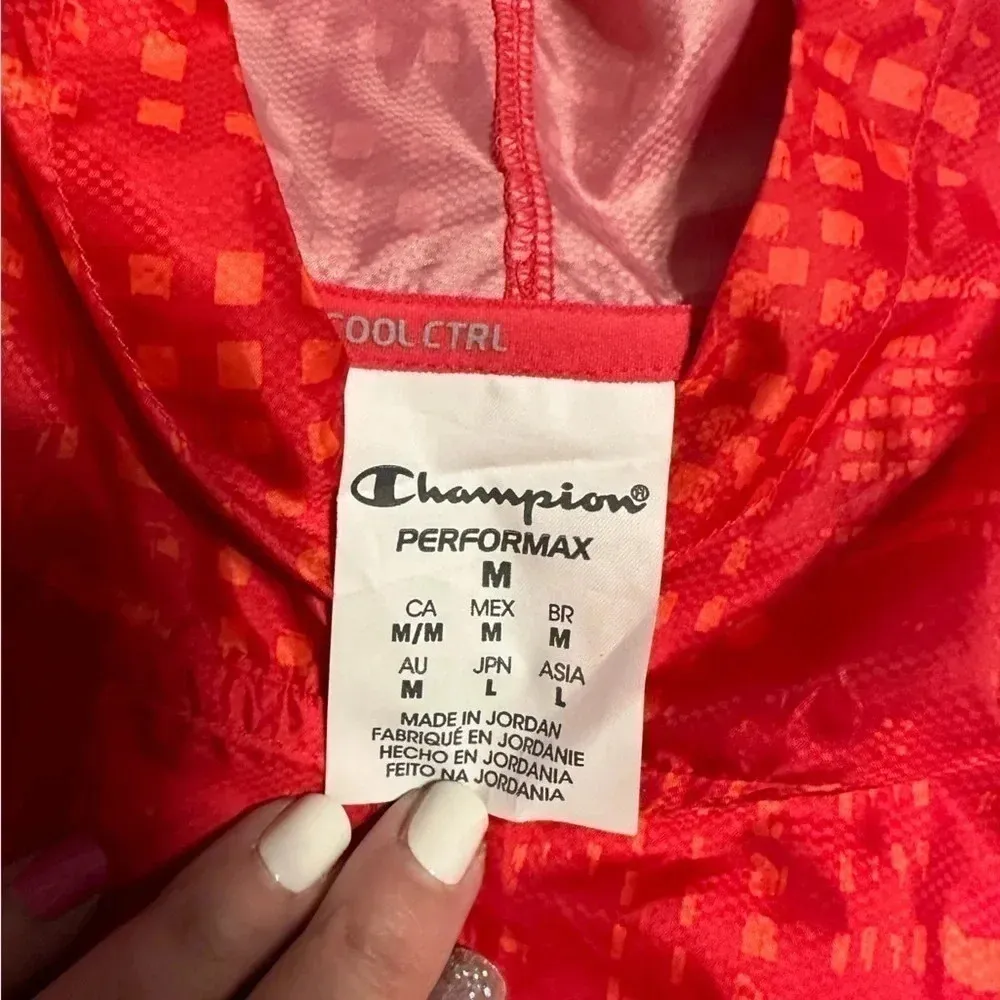 COOL CTRL
Champion®
PERFORMAX
M
CA MEX BR
M/M M M
AU JPN ASIA
M L L
MADE IN JORDAN
FABRIQUÉ EN JORDANIE
HECHO EN JORDANIA
FEITO NA JORDANIA